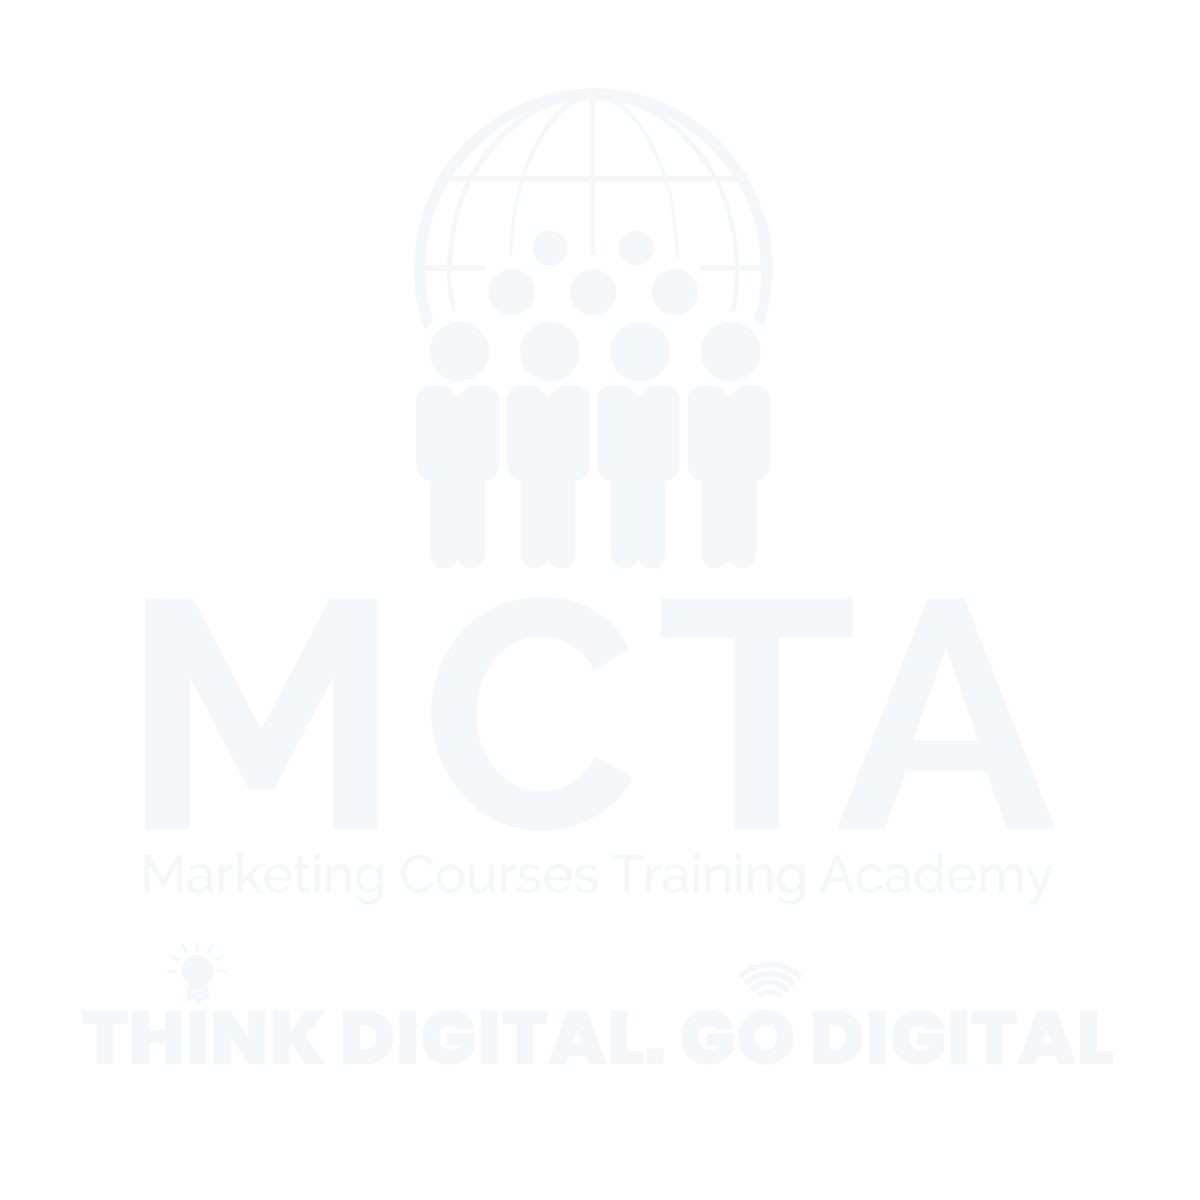 MCTA
Marketing Courses Training Academy
THINK DIGITAL. GO DIGITAL